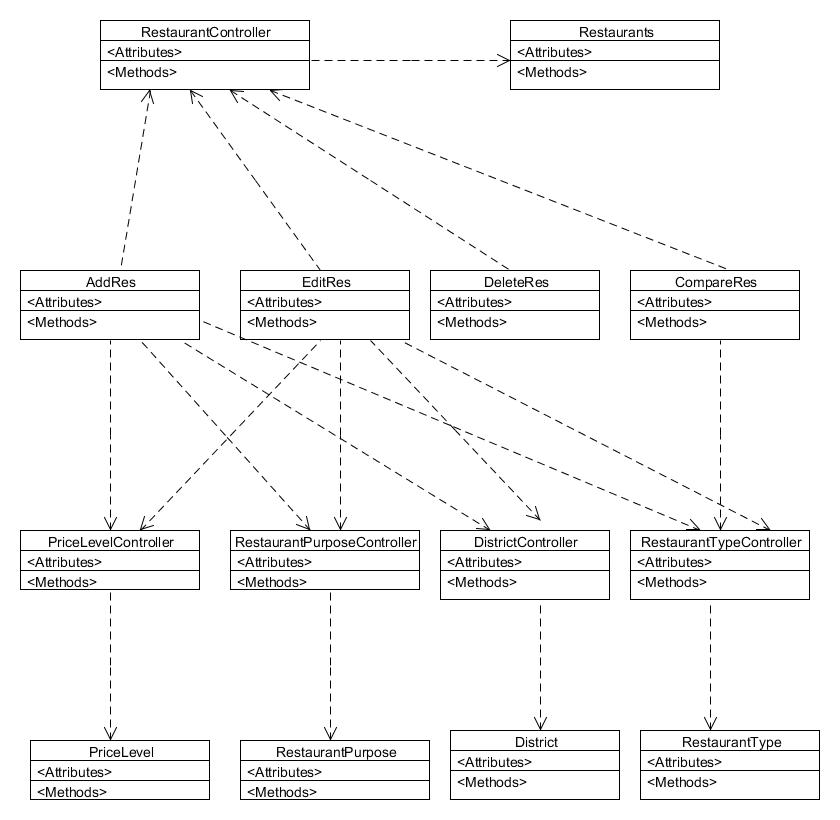 RestaurantController
<Attributes>
<Methods>
Restaurants
<Attributes>
<Methods>
AddRes
<Attributes>
<Methods>
EditRes
<Attributes>
<Methods>
DeleteRes
<Attributes>
<Methods>
CompareRes
<Attributes>
<Methods>
PriceLevelController
<Attributes>
<Methods>
RestaurantPurposeController
<Attributes>
<Methods>
DistrictController
<Attributes>
<Methods>
RestaurantTypeController
<Attributes>
<Methods>
PriceLevel
<Attributes>
<Methods>
RestaurantPurpose
<Attributes>
<Methods>
District
<Attributes>
<Methods>
RestaurantType
<Attributes>
<Methods>